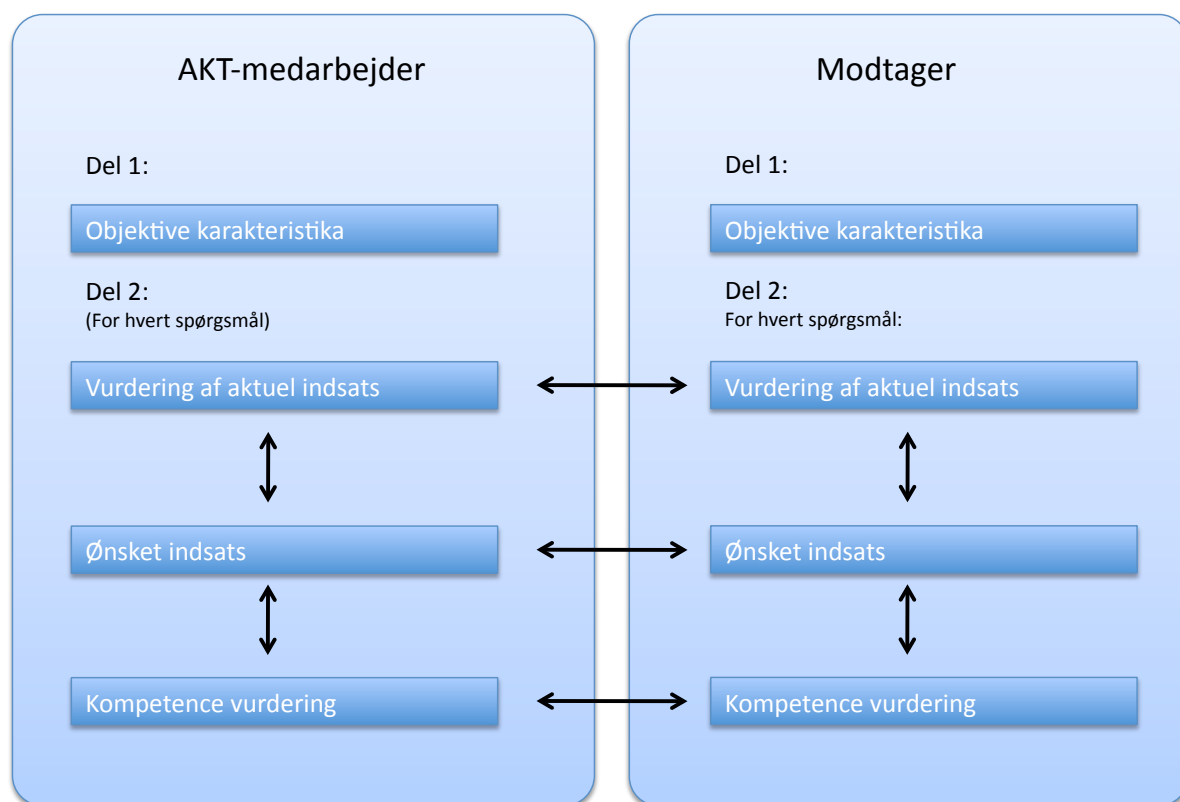 AKT-medarbejder
Del 1:
Objektive karakteristika
Del 2:
(For hvert spørgsmål)
Vurdering af aktuel indsats
Ønsket indsats
Kompetence vurdering
Modtager
Del 1:
Objektive karakteristika
Del 2:
For hvert spørgsmål:
Vurdering af aktuel indsats
Ønsket indsats
Kompetence vurdering